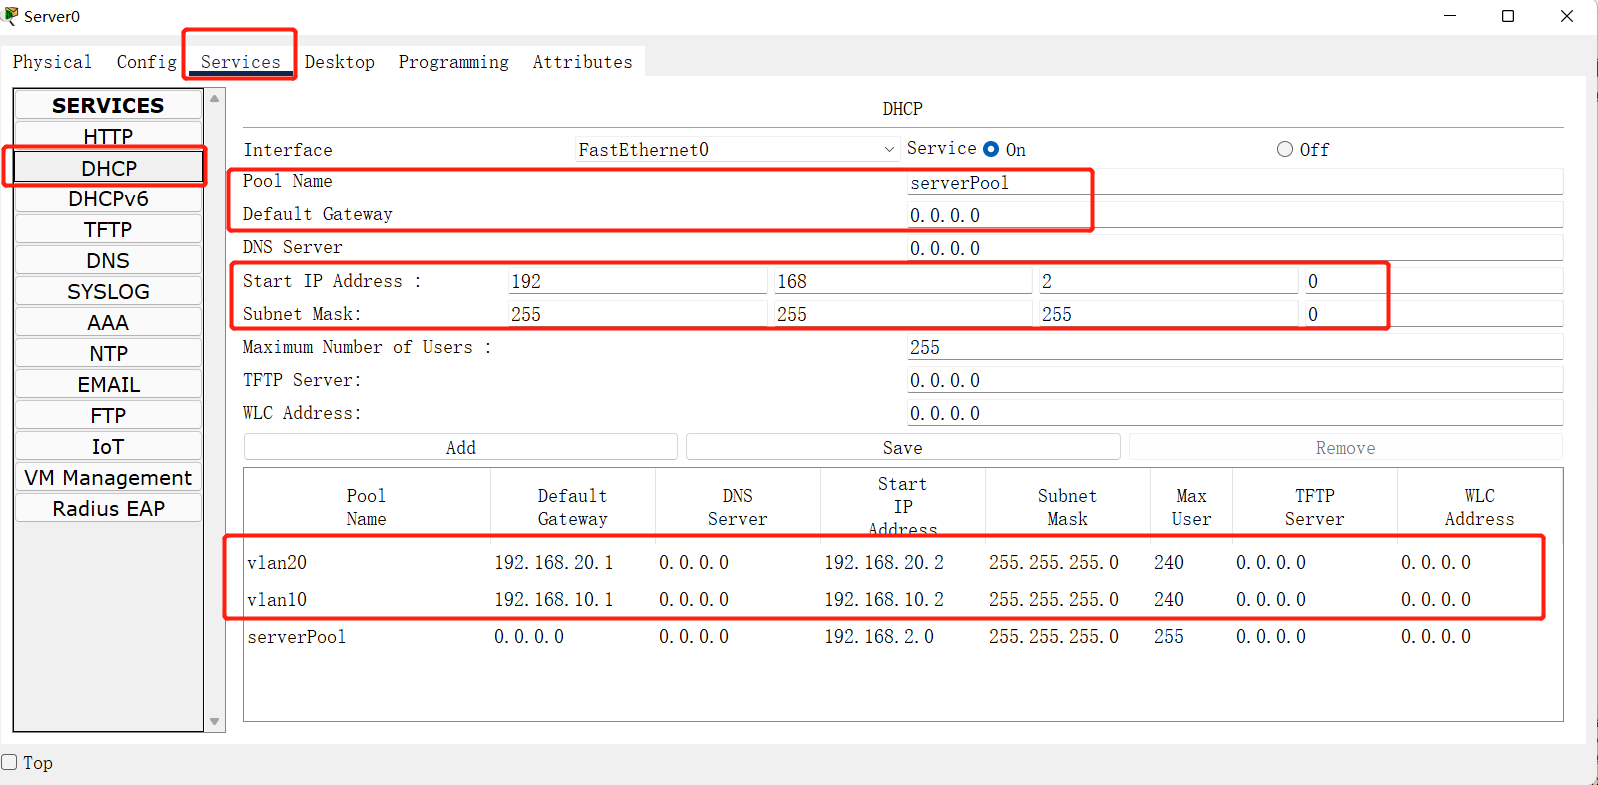 Server0
Physical Config Services Desktop Programming Attributes
SERVICES
HTTP
DHCP
DHCPv6
TFTP
DNS
SYSLOG
AAA
NTP
EMAIL
FTP
IoT
VM Management
Radius EAP
DHCP
Interface FastEthernet0 Service On Off
Pool Name serverPool
Default Gateway 0.0.0.0
DNS Server 0.0.0.0
Start IP Address : 192 168 2 0
Subnet Mask: 255 255 255 0
Maximum Number of Users : 255
TFTP Server: 0.0.0.0
WLC Address: 0.0.0.0
Add Save Remove
Pool Name Default Gateway DNS Server Start IP Address Subnet Mask Max User TFTP Server WLC Address
vlan20 192.168.20.1 0.0.0.0 192.168.20.2 255.255.255.0 240 0.0.0.0 0.0.0.0
vlan10 192.168.10.1 0.0.0.0 192.168.10.2 255.255.255.0 240 0.0.0.0 0.0.0.0
serverPool 0.0.0.0 0.0.0.0 192.168.2.0 255.255.255.0 255 0.0.0.0 0.0.0.0
Top